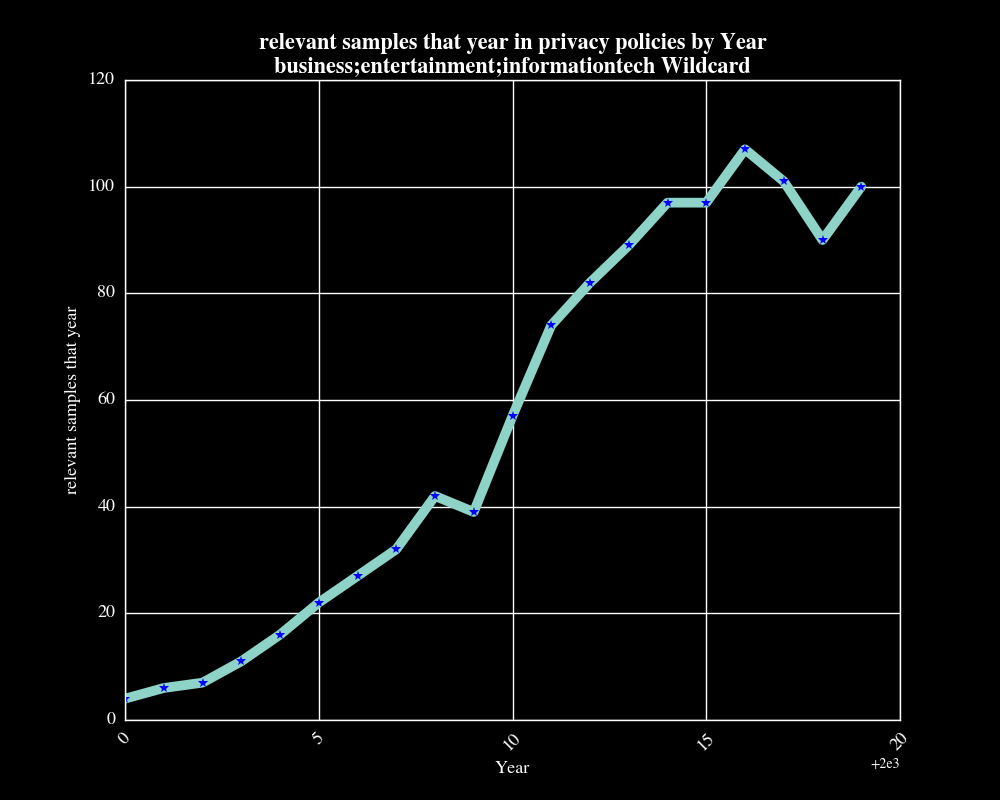 relevant samples that year in privacy policies by Year
business;entertainment;informationtech Wildcard
120
100
80
60
40
20
0
relevant samples that year
0
5
10
15
20
Year
+2e3